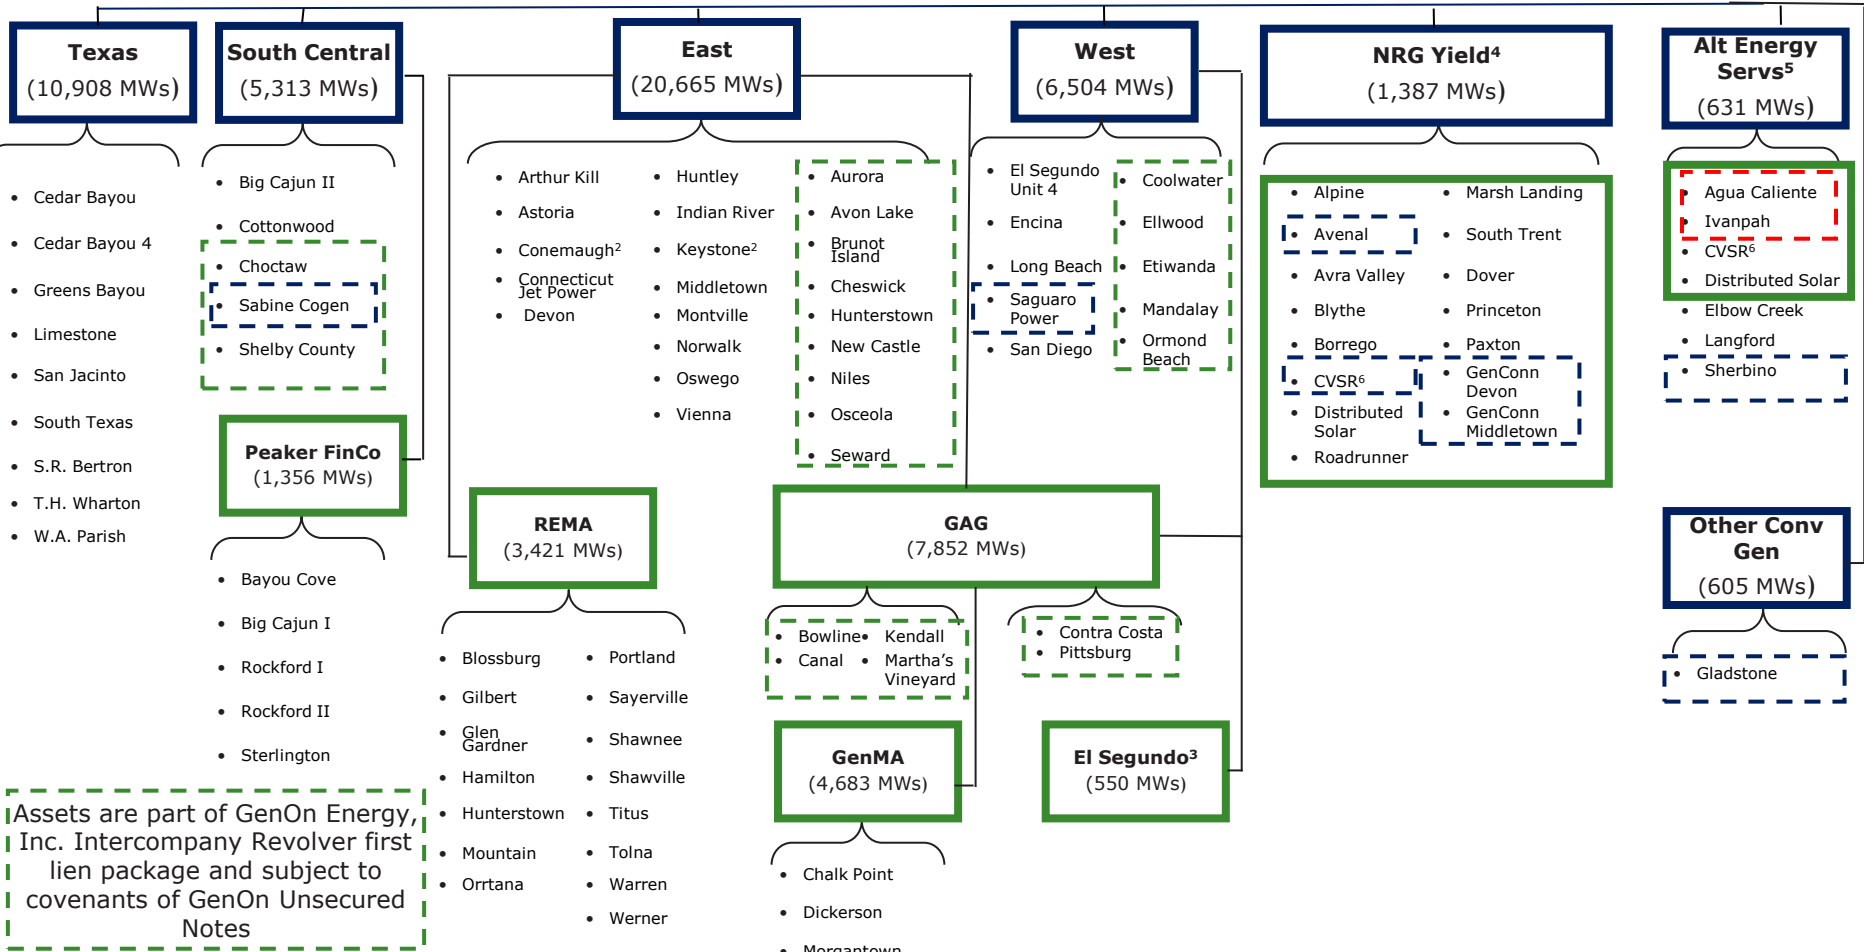 Texas
(10,908 MWs)
Cedar Bayou
Cedar Bayou 4
Greens Bayou
Limestone
San Jacinto
South Texas
S.R. Bertron
T.H. Wharton
W.A. Parish
South Central
(5,313 MWs)
Big Cajun II
Cottonwood
Choctaw
Sabine Cogen
Shelby County
Peaker FinCo
(1,356 MWs)
Bayou Cove
Big Cajun I
Rockford I
Rockford II
Sterlington
East
(20,665 MWs)
Arthur Kill
Astoria
Conemaugh2
Connecticut
Jet Power
Devon
Huntley
Indian River
Keystone2
Middletown
Montville
Norwalk
Oswego
Vienna
Aurora
Avon Lake
Brunot
Island
Cheswick
Hunterstown
New Castle
Niles
Osceola
Seward
REMA
(3,421 MWs)
Blossburg
Gilbert
Glen
Gardner
Hamilton
Hunterstown
Mountain
Orrtana
Portland
Sayerville
Shawnee
Shawville
Titus
Tolna
Warren
Werner
GAG
(7,852 MWs)
Bowline
Canal
Kendall
Martha's
Vineyard
Contra Costa
Pittsburg
GenMA
(4,683 MWs)
Chalk Point
Dickerson
Morgantown
West
(6,504 MWs)
El Segundo
Unit 4
Encina
Long Beach
Saguaro
Power
San Diego
Coolwater
Ellwood
Etiwanda
Mandalay
Ormond
Beach
El Segundo3
(550 MWs)
NRG Yield4
(1,387 MWs)
Alpine
Avenal
Avra Valley
Blythe
Borrego
CVSR6
Distributed
Solar
Roadrunner
Marsh Landing
South Trent
Dover
Princeton
Paxton
GenConn
Devon
GenConn
Middletown
Alt Energy
Servs5
(631 MWs)
Agua Caliente
Ivanpah
CVSR6
Distributed Solar
Elbow Creek
Langford
Sherbino
Other Conv
Gen
(605 MWs)
Gladstone
Assets are part of GenOn Energy,
Inc. Intercompany Revolver first
lien package and subject to
covenants of GenOn Unsecured
Notes